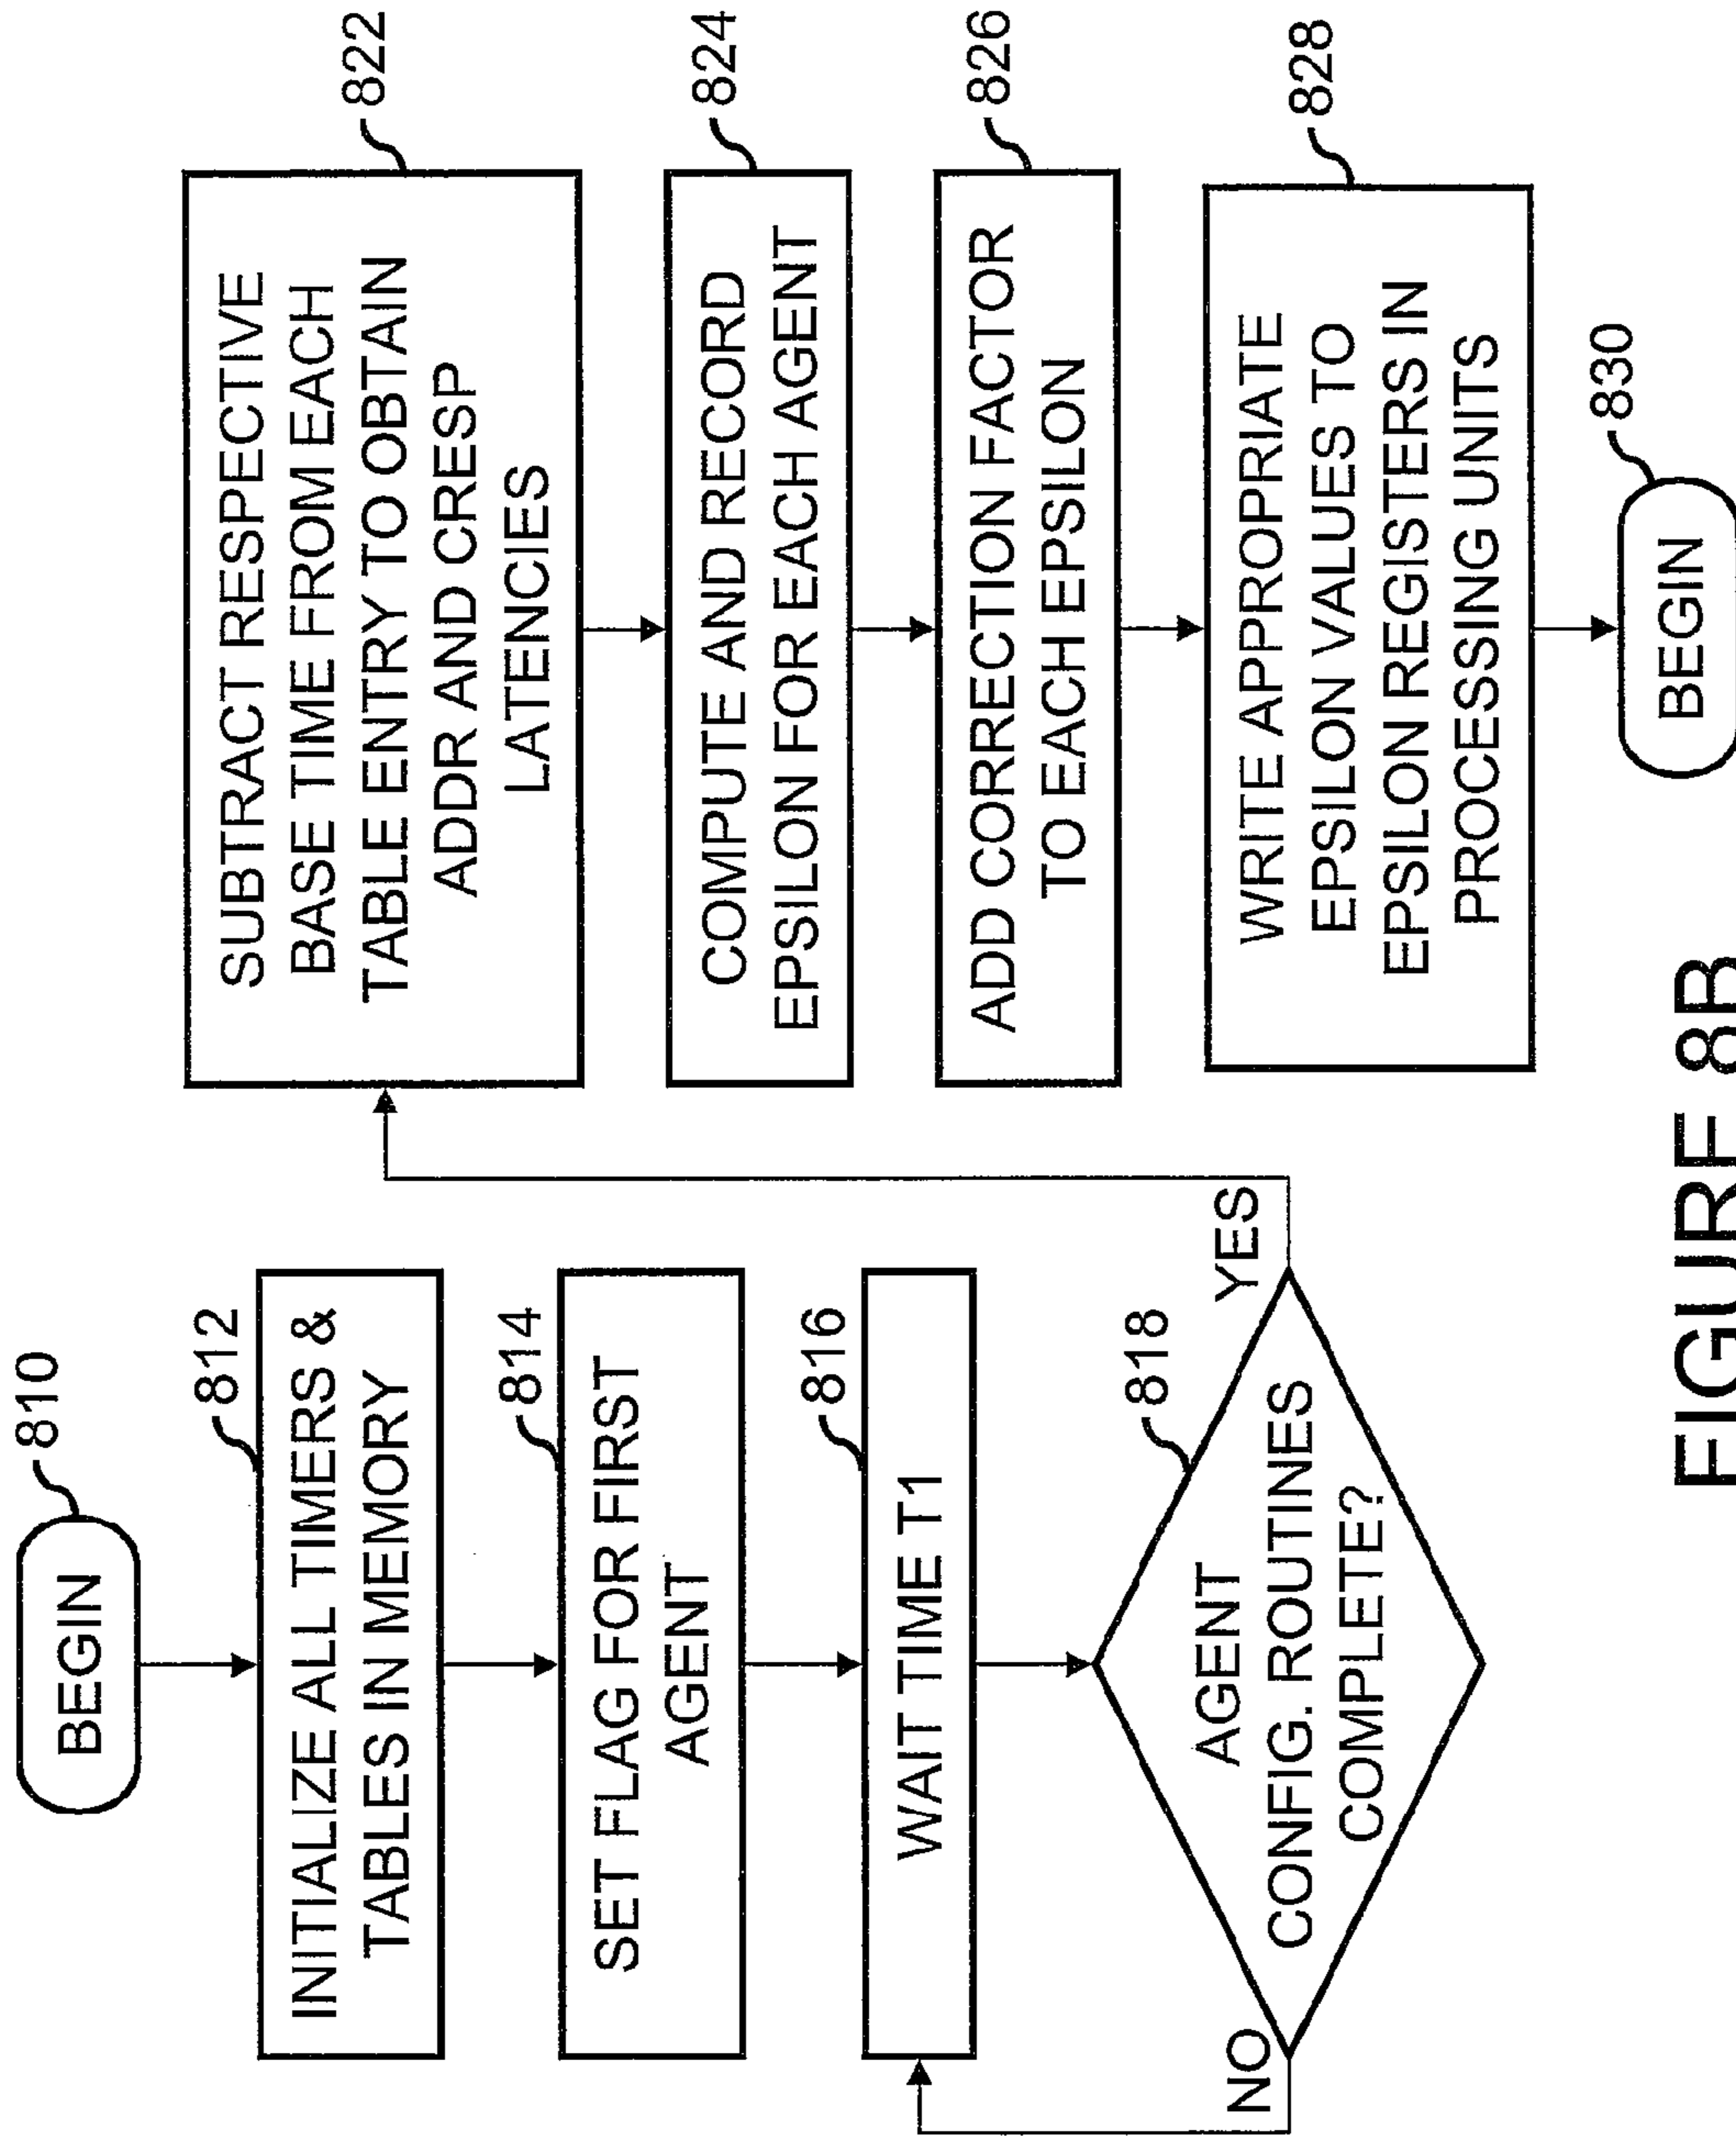 BEGIN
810
INITIALIZE ALL TIMERS &
TABLES IN MEMORY
812
SET FLAG FOR FIRST
AGENT
814
WAIT TIME T1
816
AGENT
CONFIG. ROUTINES
COMPLETE?
818
NO
YES
SUBTRACT RESPECTIVE
BASE TIME FROM EACH
TABLE ENTRY TO OBTAIN
ADDR AND CRESP
LATENCIES
822
COMPUTE AND RECORD
EPSILON FOR EACH AGENT
824
ADD CORRECTION FACTOR
TO EACH EPSILON
826
WRITE APPROPRIATE
EPSILON VALUES TO
EPSILON REGISTERS IN
PROCESSING UNITS
828
BEGIN
830
FIGURE 8B